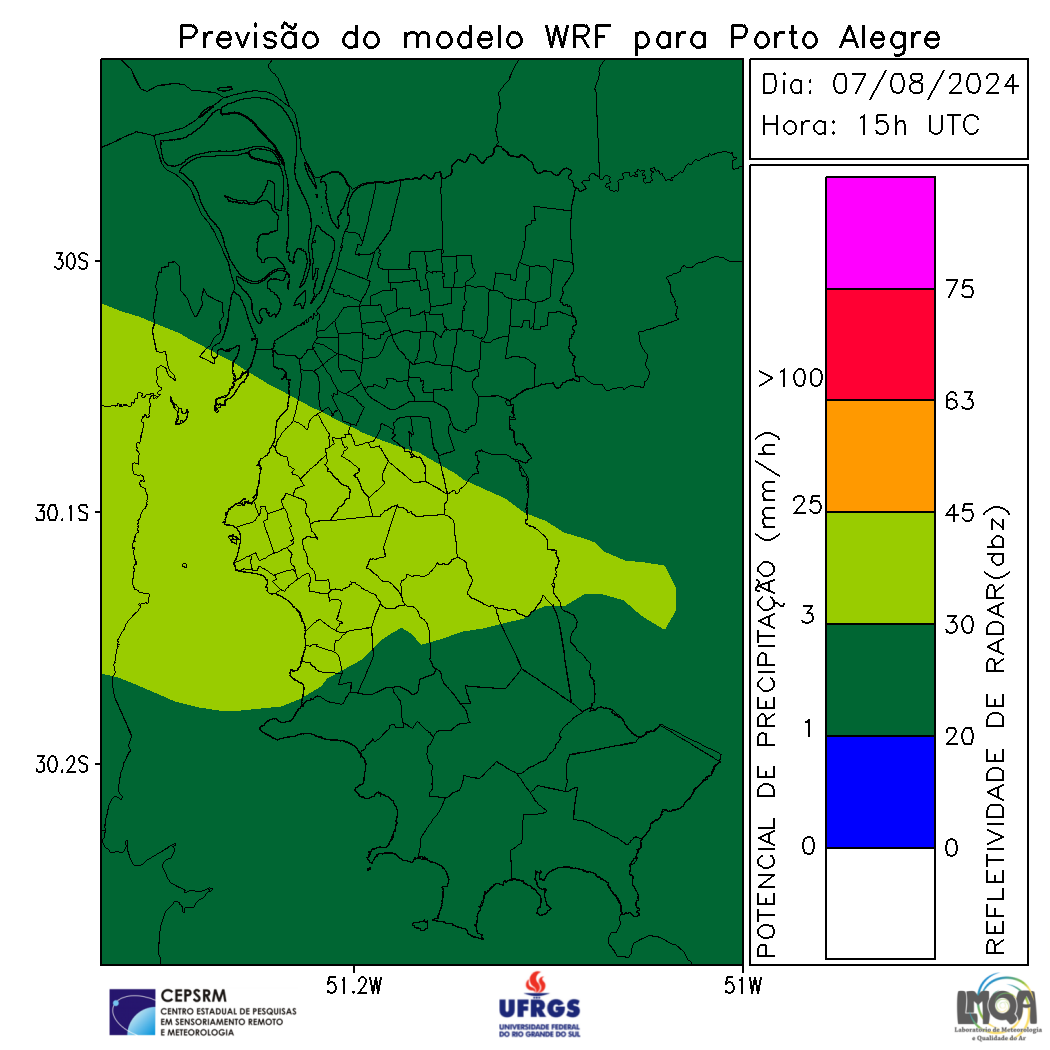 Previsão do modelo WRF para Porto Alegre
Dia: 07/08/2024
Hora: 15h UTC
30S
30.1S
30.2S
51.2W
51W
POTENCIAL DE PRECIPITAÇÃO (mm/h)
>100
25
3
1
0
75
63
45
30
20
0
REFLETIVIDADE DE RADAR(dbz)
CEPSRM
CENTRO ESTADUAL DE PESQUISAS
EM SENSORIAMENTO REMOTO
E METEOROLOGIA
UFRGS
UNIVERSIDADE FEDERAL
DO RIO GRANDE DO SUL
LMQA
Laboratório de Meteorologia
e Qualidade do Ar